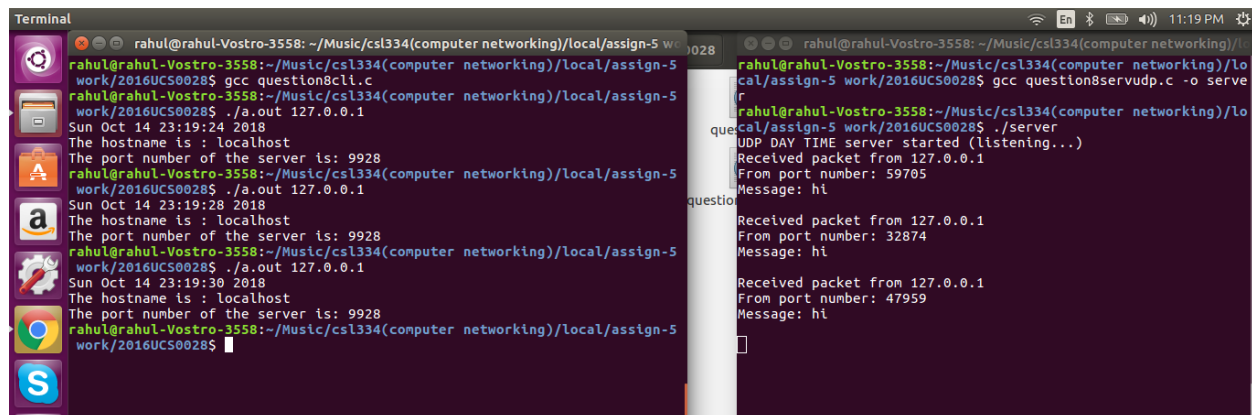 Terminal
En
11:19 PM
rahul@rahul-Vostro-3558: ~/Music/csl334(computer networking)/local/assign-5 wo
rahul@rahul-Vostro-3558:~/Music/csl334(computer networking)/local/assign-5
work/2016UCS0028$ gcc question8cli.c
rahul@rahul-Vostro-3558:~/Music/csl334(computer networking)/local/assign-5
work/2016UCS0028$ ./a.out 127.0.0.1
Sun Oct 14 23:19:24 2018
The hostname is : localhost
The port number of the server is: 9928
rahul@rahul-Vostro-3558:~/Music/csl334(computer networking)/local/assign-5
work/2016UCS0028$ ./a.out 127.0.0.1
Sun Oct 14 23:19:28 2018
The hostname is : localhost
The port number of the server is: 9928
rahul@rahul-Vostro-3558:~/Music/csl334(computer networking)/local/assign-5
work/2016UCS0028$ ./a.out 127.0.0.1
Sun Oct 14 23:19:30 2018
The hostname is : localhost
The port number of the server is: 9928
rahul@rahul-Vostro-3558:~/Music/csl334(computer networking)/local/assign-5
work/2016UCS0028$
0028
ques
questio
rahul@rahul-Vostro-3558: ~/Music/csl334(computer networking)/lo
rahul@rahul-Vostro-3558:~/Music/csl334(computer networking)/lo
cal/assign-5 work/2016UCS0028$ gcc question8servudp.c -o serve
r
rahul@rahul-Vostro-3558:~/Music/csl334(computer networking)/lo
cal/assign-5 work/2016UCS0028$ ./server
UDP DAY TIME server started (listening...)
Received packet from 127.0.0.1
From port number: 59705
Message: hi
Received packet from 127.0.0.1
From port number: 32874
Message: hi
Received packet from 127.0.0.1
From port number: 47959
Message: hi